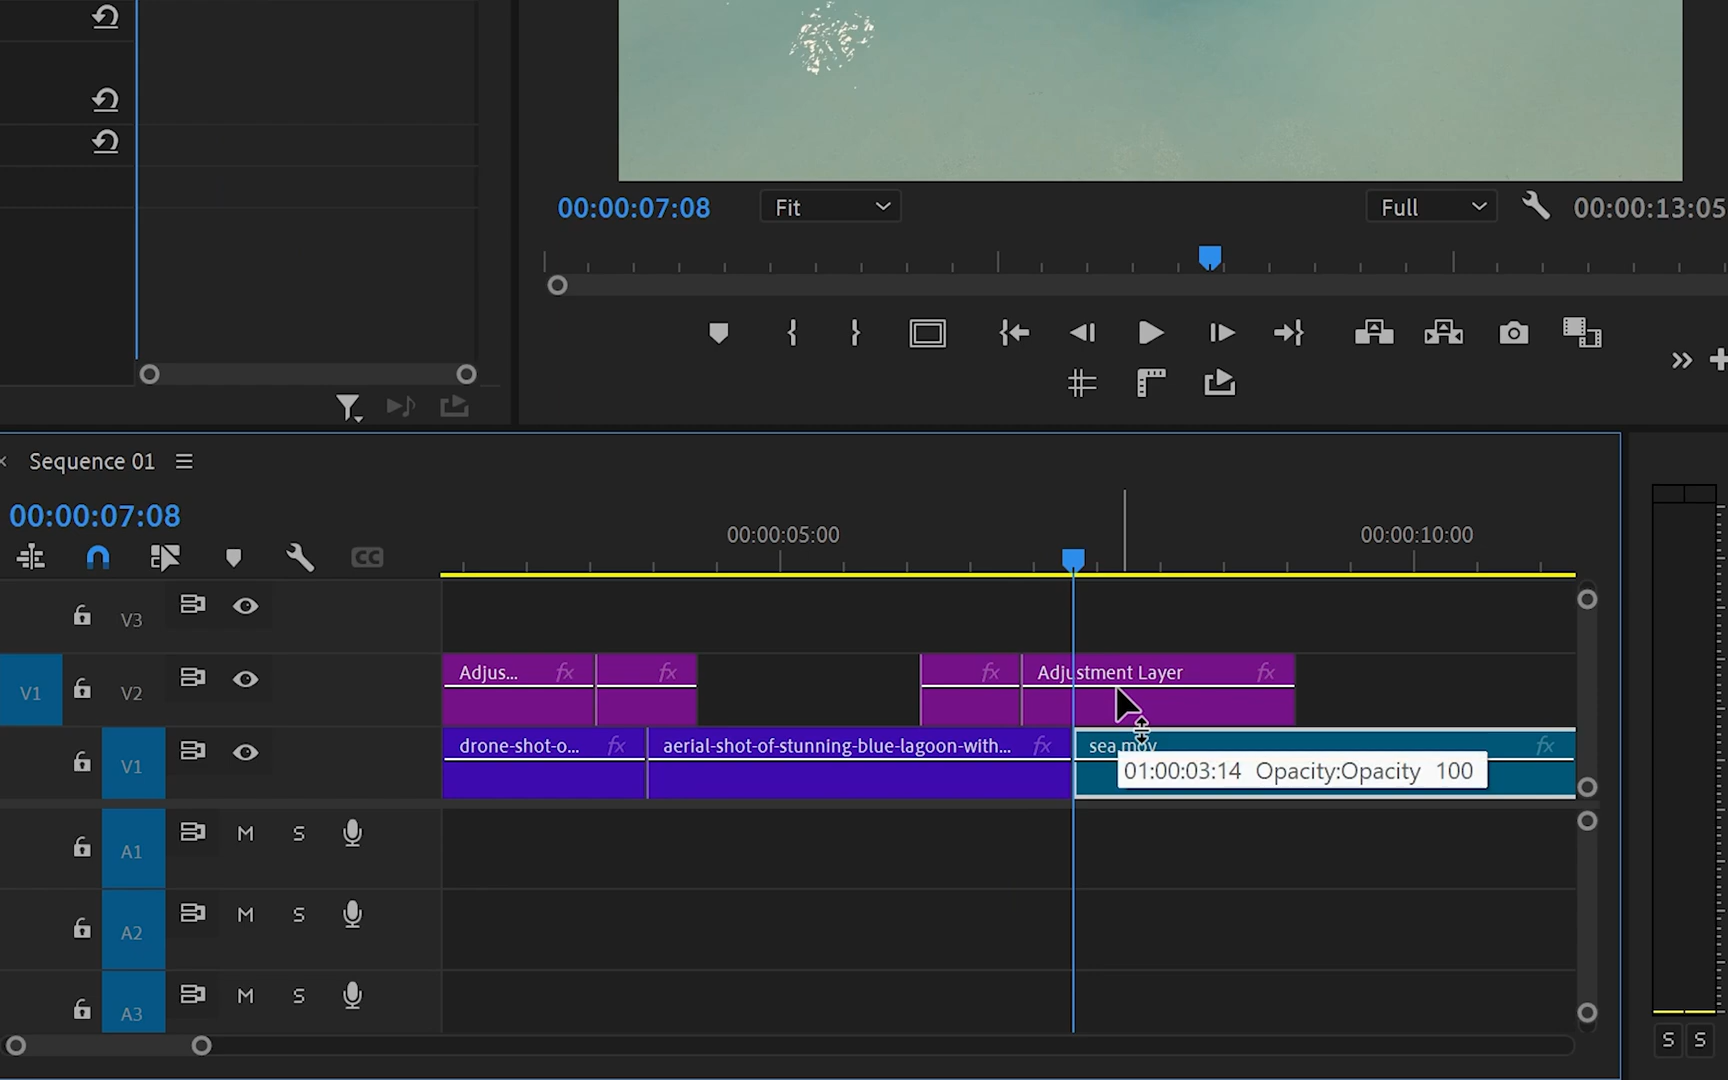 00:00:07:08
Fit
Full
00:00:13:05
Sequence 01
00:00:07:08
00:00:05:00
00:00:10:00
CC
V3
V1
V2
Adjus...
fx
fx
fx
Adjustment Layer
fx
V1
drone-shot-o...
fx
aerial-shot-of-stunning-blue-lagoon-with...
fx
sea.mov
fx
01:00:03:14 Opacity:Opacity 100
A1
M
S
A2
M
S
A3
M
S
S
S